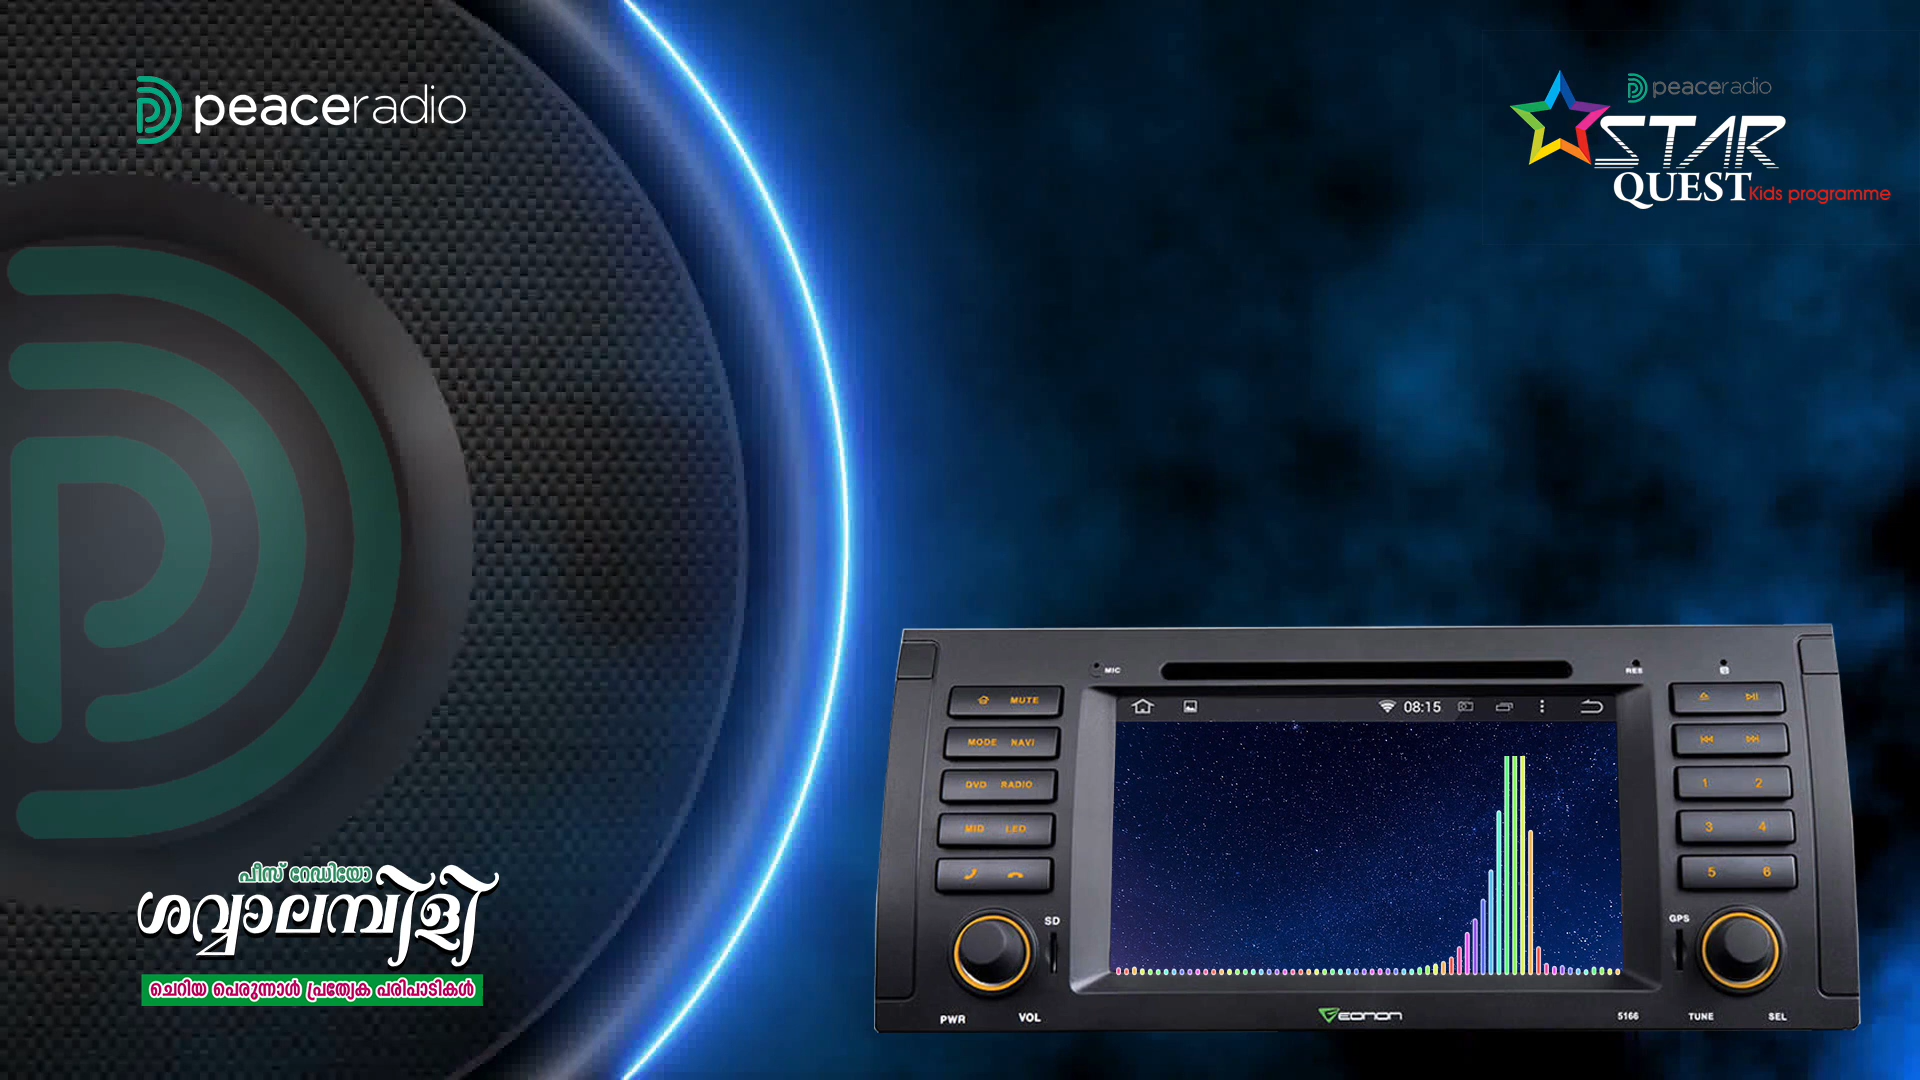 peaceradio
peaceradio
STAR
QUEST Kids programme
പീസ് റേഡിയോ
ശവ്വാലമ്പിളി
ചെറിയ പെരുന്നാൾ പ്രത്യേക പരിപാടികൾ
MIC
RES
08:15
MUTE
MODE NAVI
DVD RADIO
MID LED
1 2
3 4
5 6
SD
GPS
PWR VOL
EONON
5166
TUNE SEL